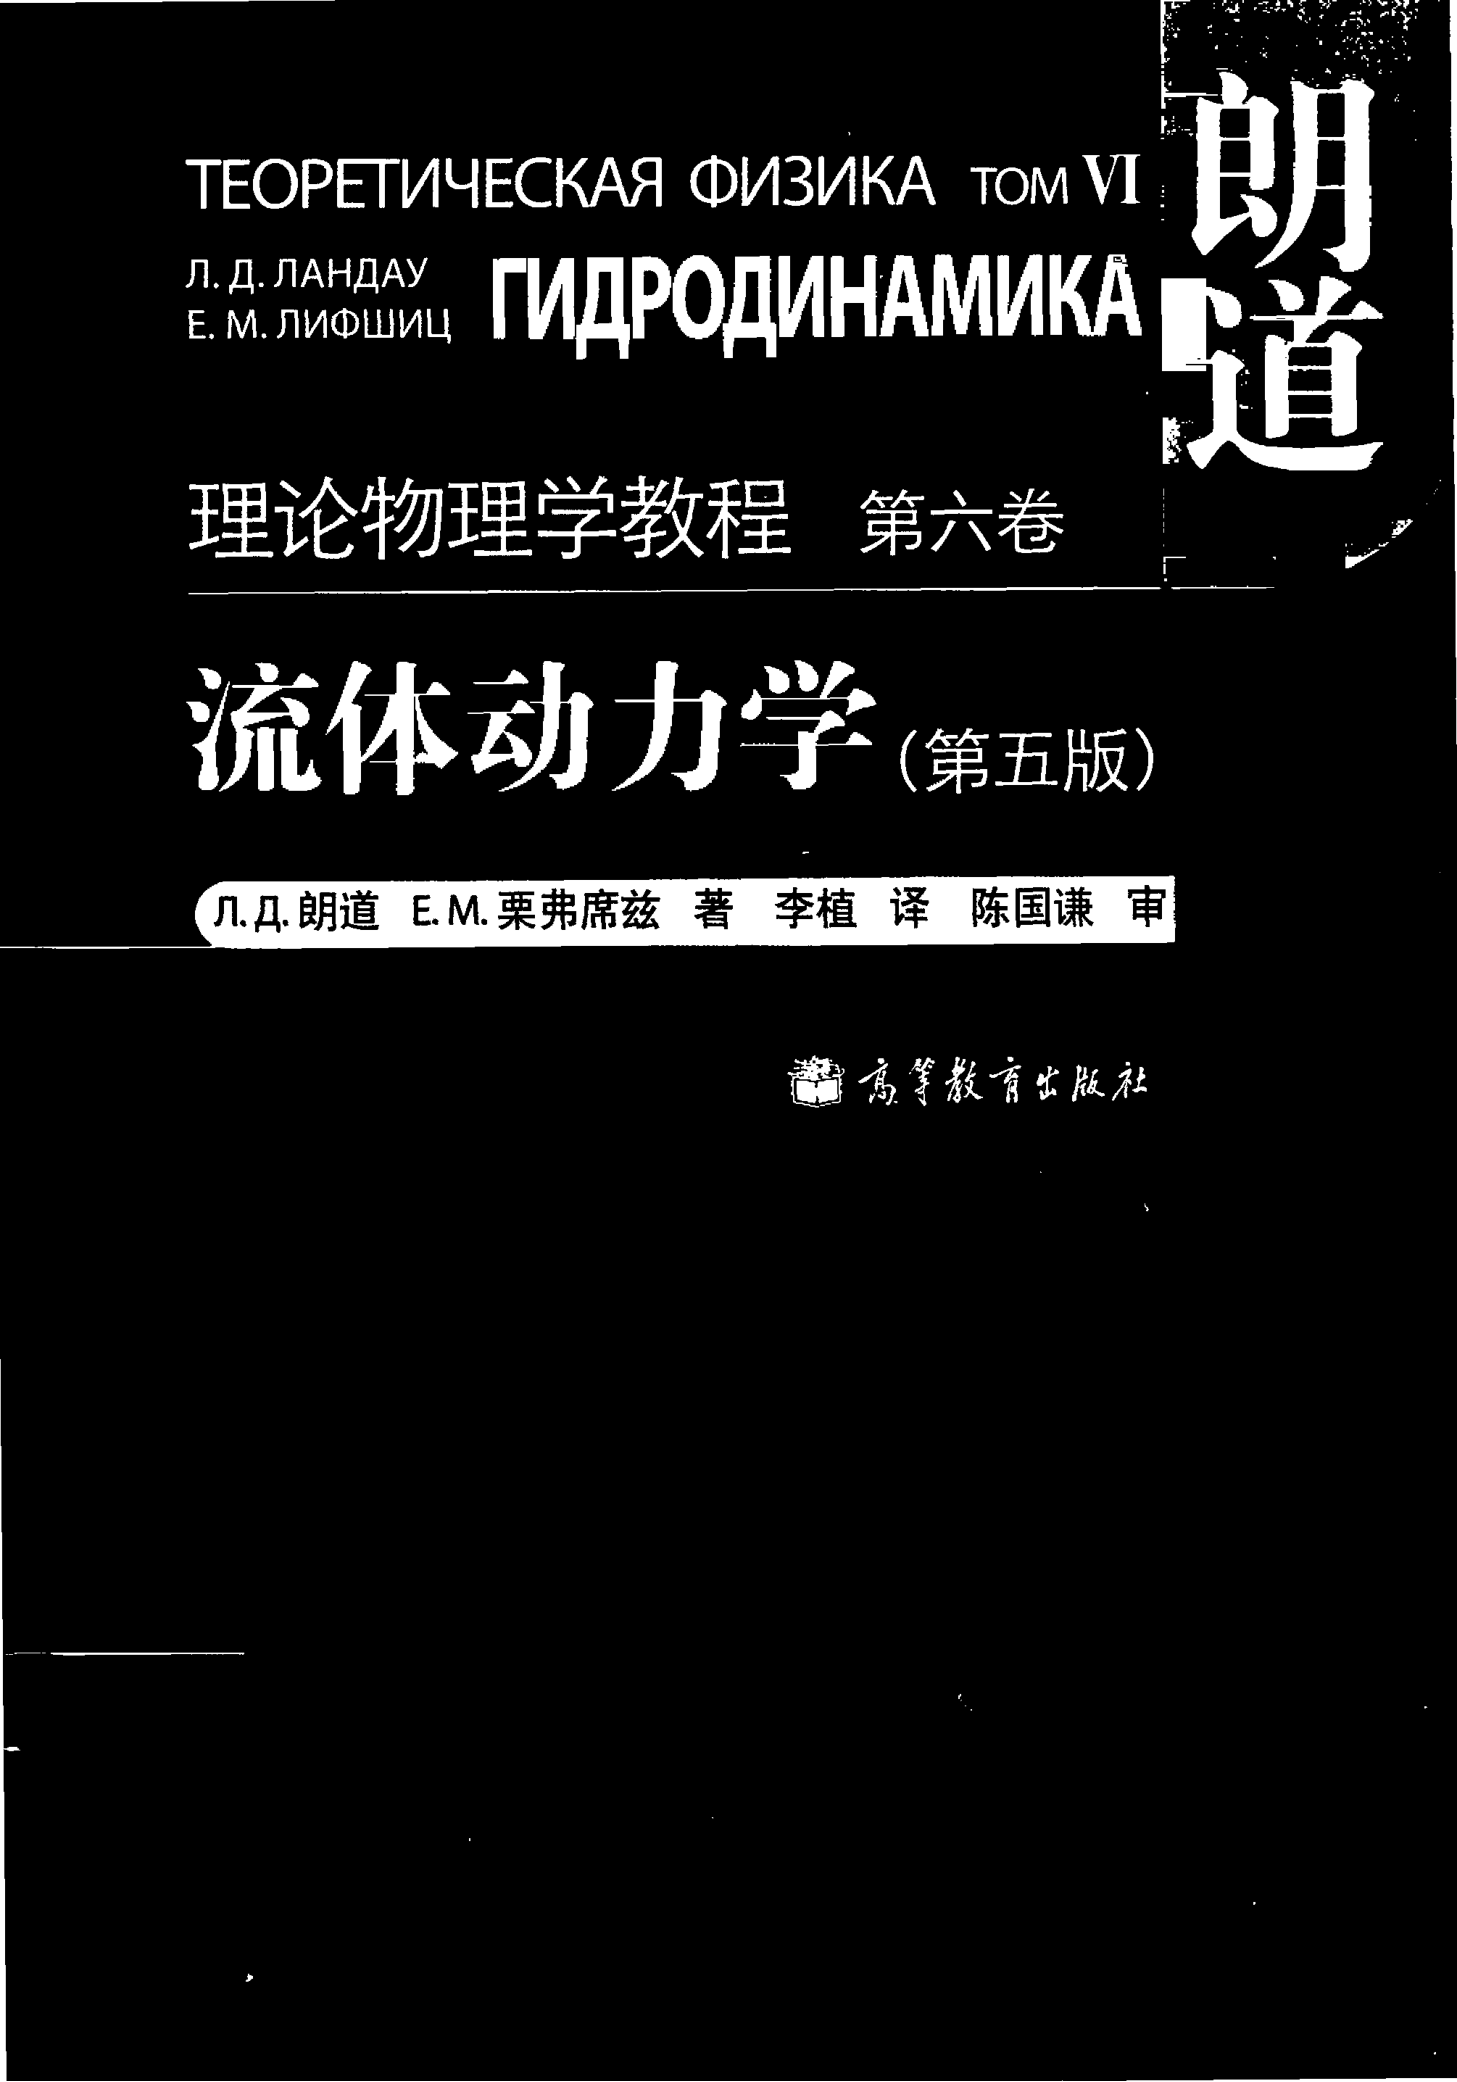 朗道
ТЕОРЕТИЧЕСКАЯ ФИЗИКА ТОМ VI
Л. Д. ЛАНДАУ
Е. М. ЛИФШИЦ
ГИДРОДИНАМИКА
理论物理学教程 第六卷
流体动力学(第五版)
Л.Д.朗道 Е.М.栗弗席兹 著 李植 译 陈国谦 审
高等教育出版社